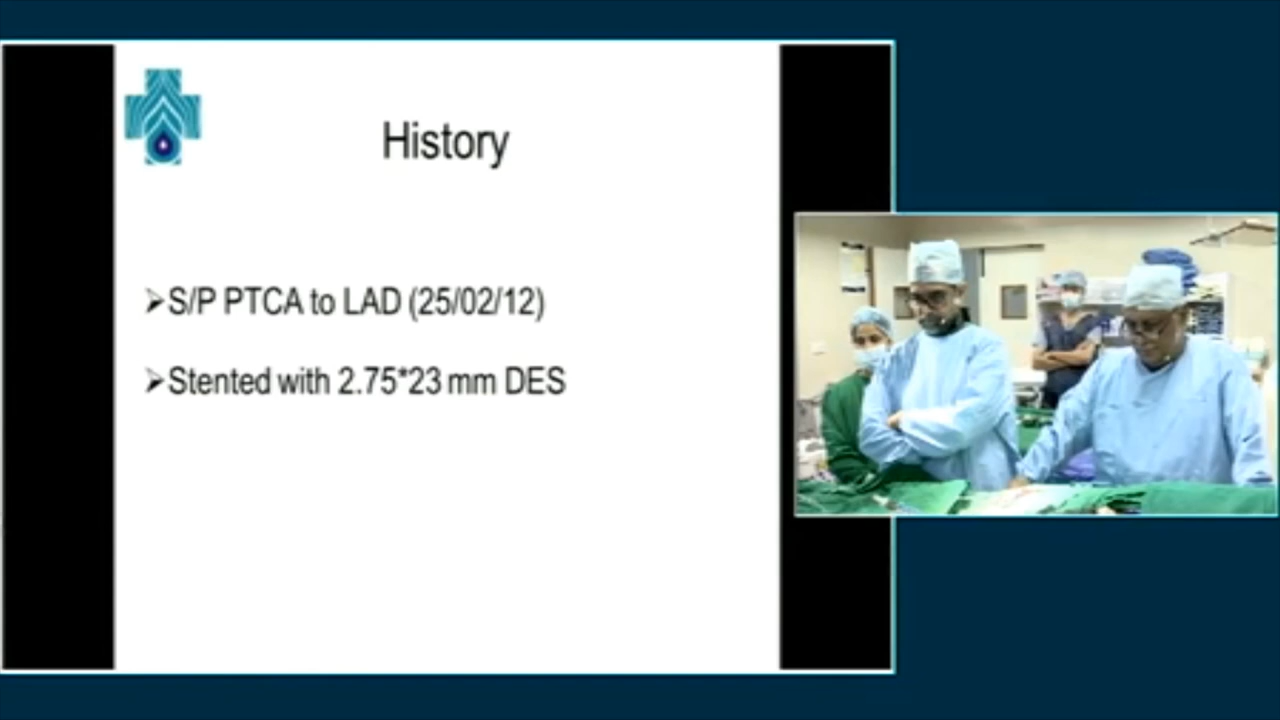 History
➢S/P PTCA to LAD (25/02/12)
➢Stented with 2.75*23 mm DES